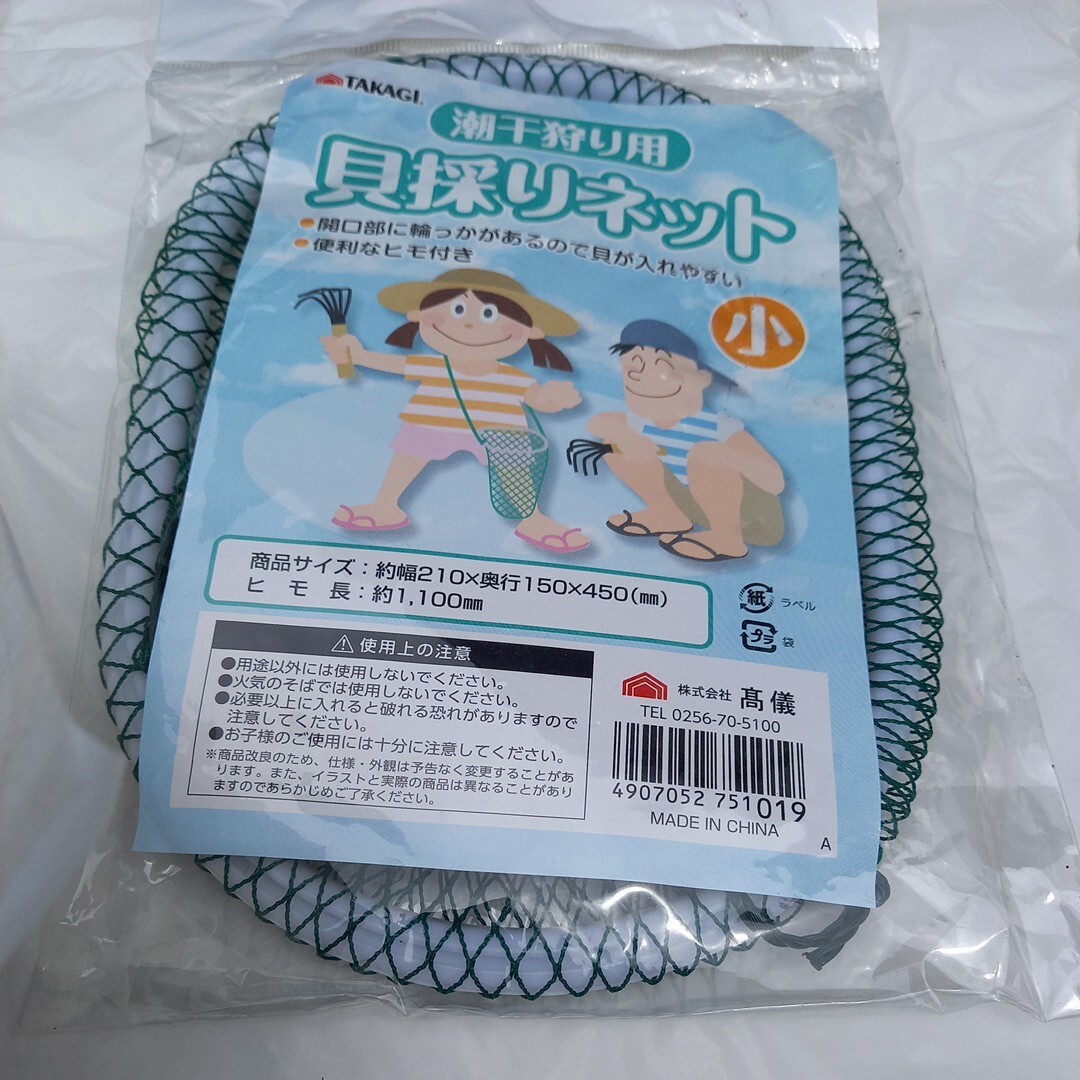 TAKAGI.
潮干狩り用
貝採りネット
●開口部に輪っかがあるので貝が入れやすい
●便利なヒモ付き
小
商品サイズ：約幅210×奥行150×450(㎜)
ヒモ長：約1,100㎜
紙 ラベル
プラ 袋
⚠使用上の注意
●用途以外には使用しないでください。
●火気のそばでは使用しないでください。
●必要以上に入れると破れる恐れがありますので
注意してください。
●お子様のご使用には十分に注意してください。
※商品改良のため、仕様・外観は予告なく変更することがあ
ります。また、イラストと実際の商品は異なることがあり
ますのであらかじめご了承ください。
株式会社 髙儀
TEL 0256-70-5100
4907052 751019
MADE IN CHINA
A